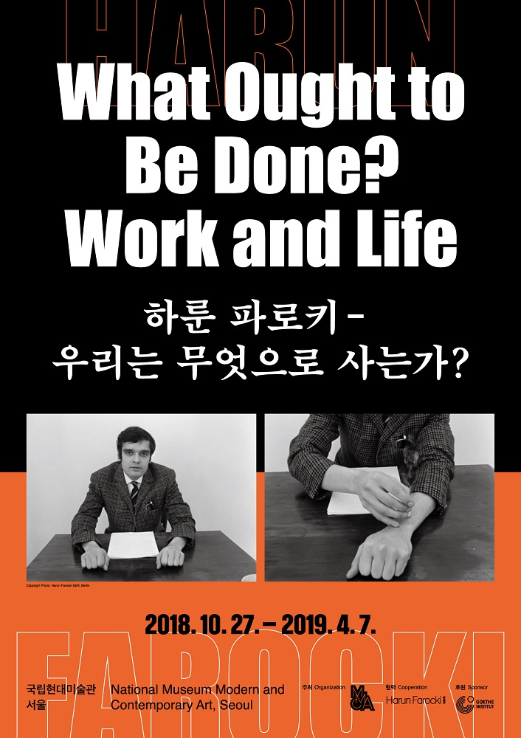 HARUN
What Ought to
Be Done?
Work and Life
하룬 파로키 –
우리는 무엇으로 사는가?
2018. 10. 27. – 2019. 4. 7.
FAROCKI
국립현대미술관
서울
National Museum Modern and
Contemporary Art, Seoul
주최 Organization
MMCA
협력 Cooperation
Harun Farocki
후원 Sponsor
GOETHE
INSTITUT